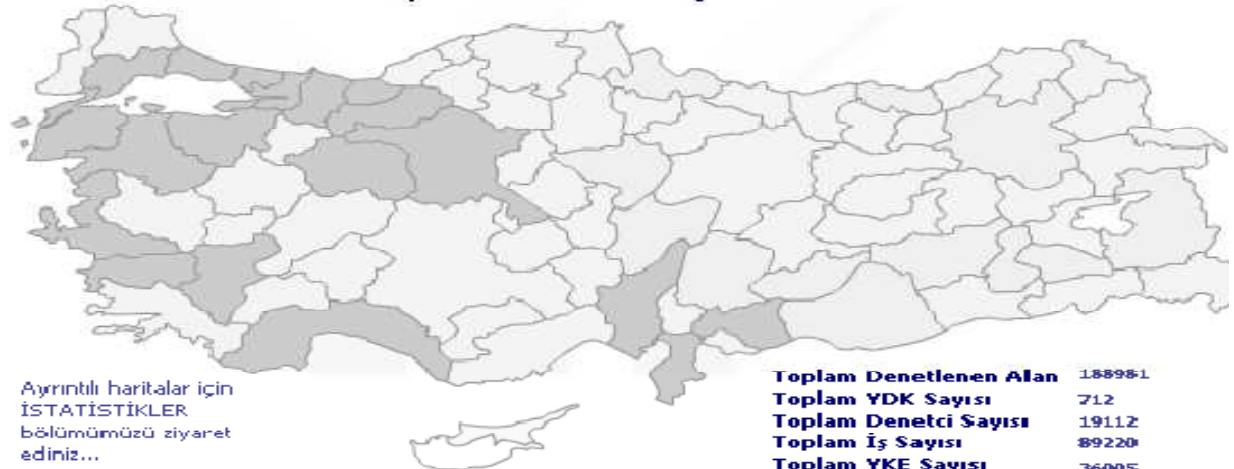 Ayrıntılı haritalar için
İSTATİSTİKLER
bölümümüzü ziyaret
ediniz...
Toplam Denetlenen Alan 188981
Toplam YDK Sayısı 712
Toplam Denetci Sayısı 19112
Toplam İş Sayısı 89220
Toplam YKE Sayısı